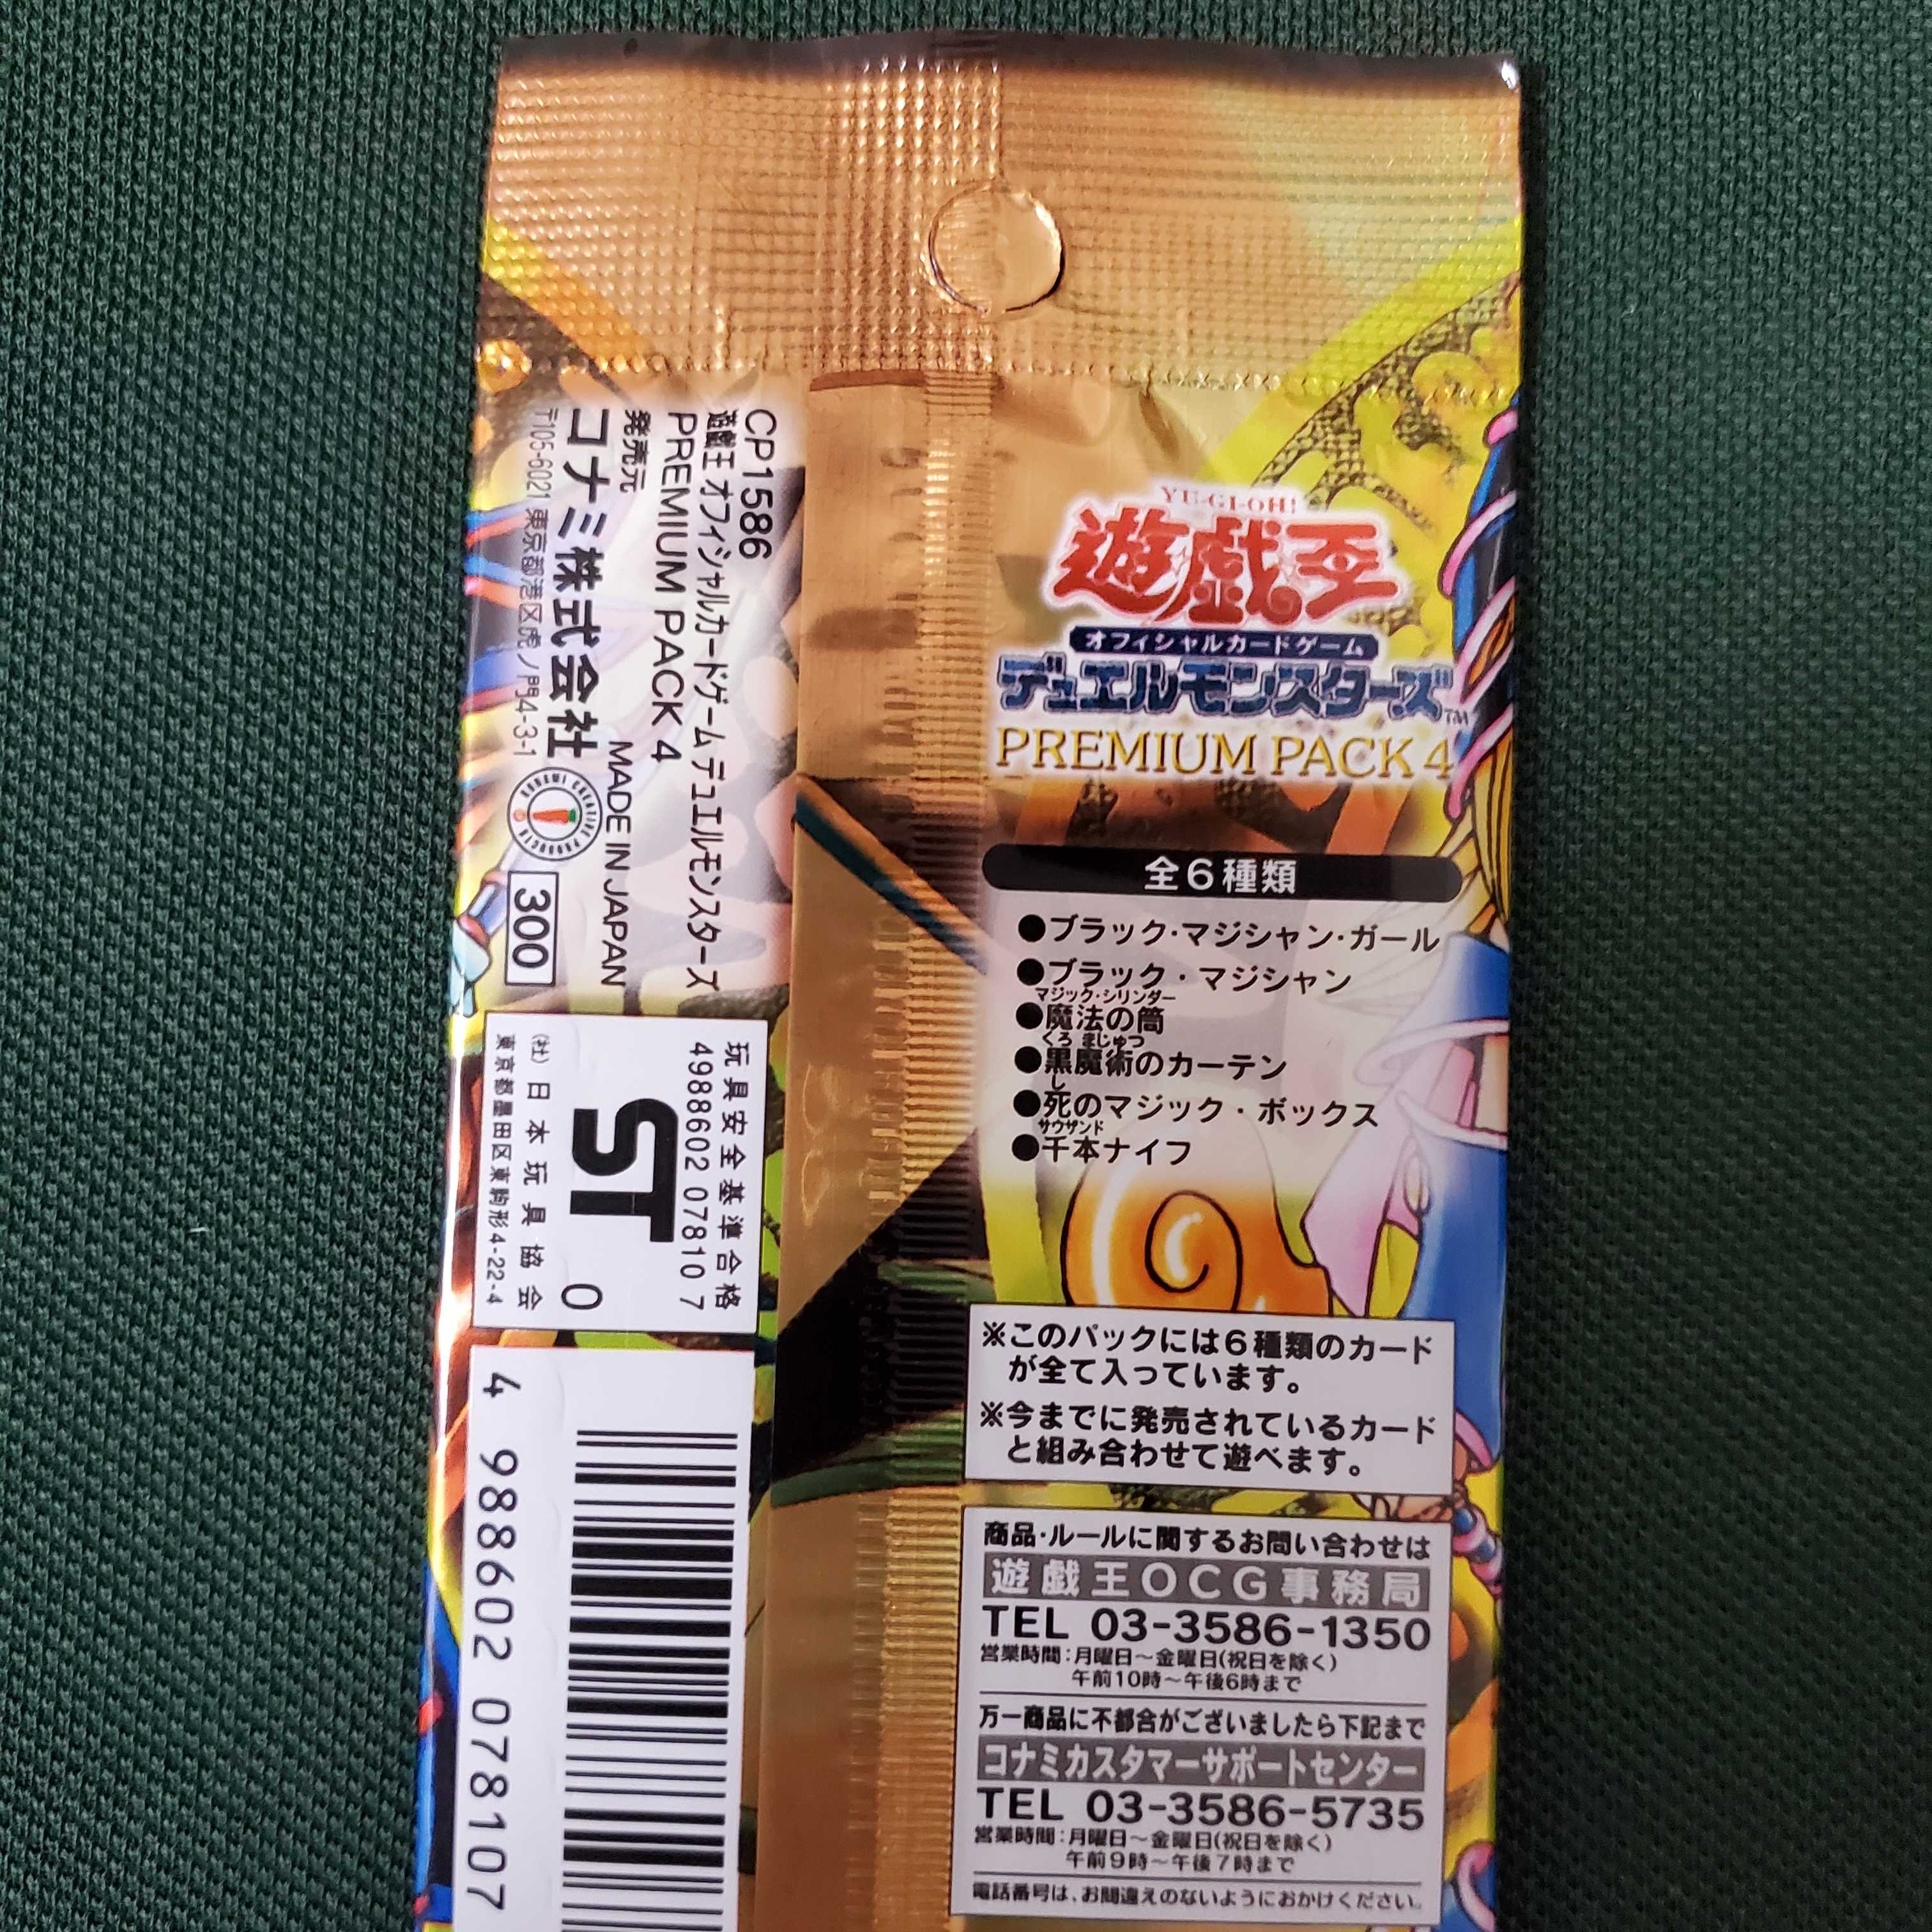 YU-GI-OH!
遊戯王
オフィシャルカードゲーム
デュエルモンスターズ™
PREMIUM PACK 4
全6種類
●ブラック・マジシャン・ガール
●ブラック・マジシャン
マジック・シリンダー
●魔法の筒
くろ まじゅつ
●黒魔術のカーテン
し
●死のマジック・ボックス
サウザンド
●千本ナイフ
※このパックには6種類のカード
が全て入っています。
※今までに発売されているカード
と組み合わせて遊べます。
商品・ルールに関するお問い合わせは
遊戯王OCG事務局
TEL 03-3586-1350
営業時間:月曜日〜金曜日(祝日を除く)
午前10時〜午後6時まで
万一商品に不都合がございましたら下記まで
コナミカスタマーサポートセンター
TEL 03-3586-5735
営業時間:月曜日〜金曜日(祝日を除く)
午前9時〜午後7時まで
電話番号は、お間違えのないようにおかけください。
CP1586
遊戯王 オフィシャルカードゲーム デュエルモンスターズ
PREMIUM PACK 4
発売元 MADE IN JAPAN
コナミ株式会社
〒105-6021 東京都港区虎ノ門4-3-1
KONAMI CREATIVE PRODUCTS
300
玩具安全基準合格
4988602 07810 7
ST
0
(社)日本玩具協会
東京都墨田区東駒形4-22-4
4 988602 078107